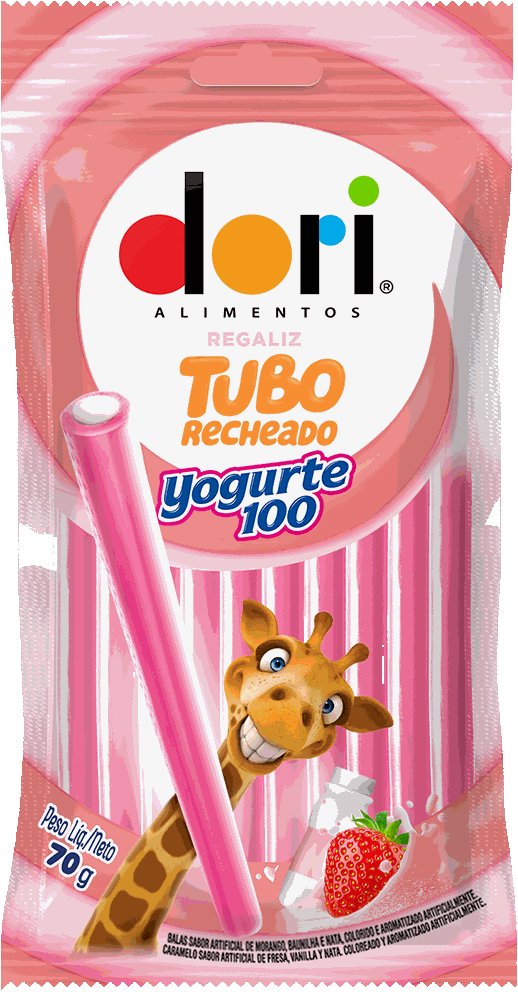 dori®
ALIMENTOS
REGALIZ
TUBO
RECHEADO
yogurte
100
Peso Líq./Neto
70 g
BALAS SABOR ARTIFICIAL DE MORANGO, BAUNILHA E NATA, COLORIDO E AROMATIZADO ARTIFICIALMENTE.
CARAMELO SABOR ARTIFICIAL DE FRESA, VANILLA Y NATA, COLOREADO Y AROMATIZADO ARTIFICIALMENTE.